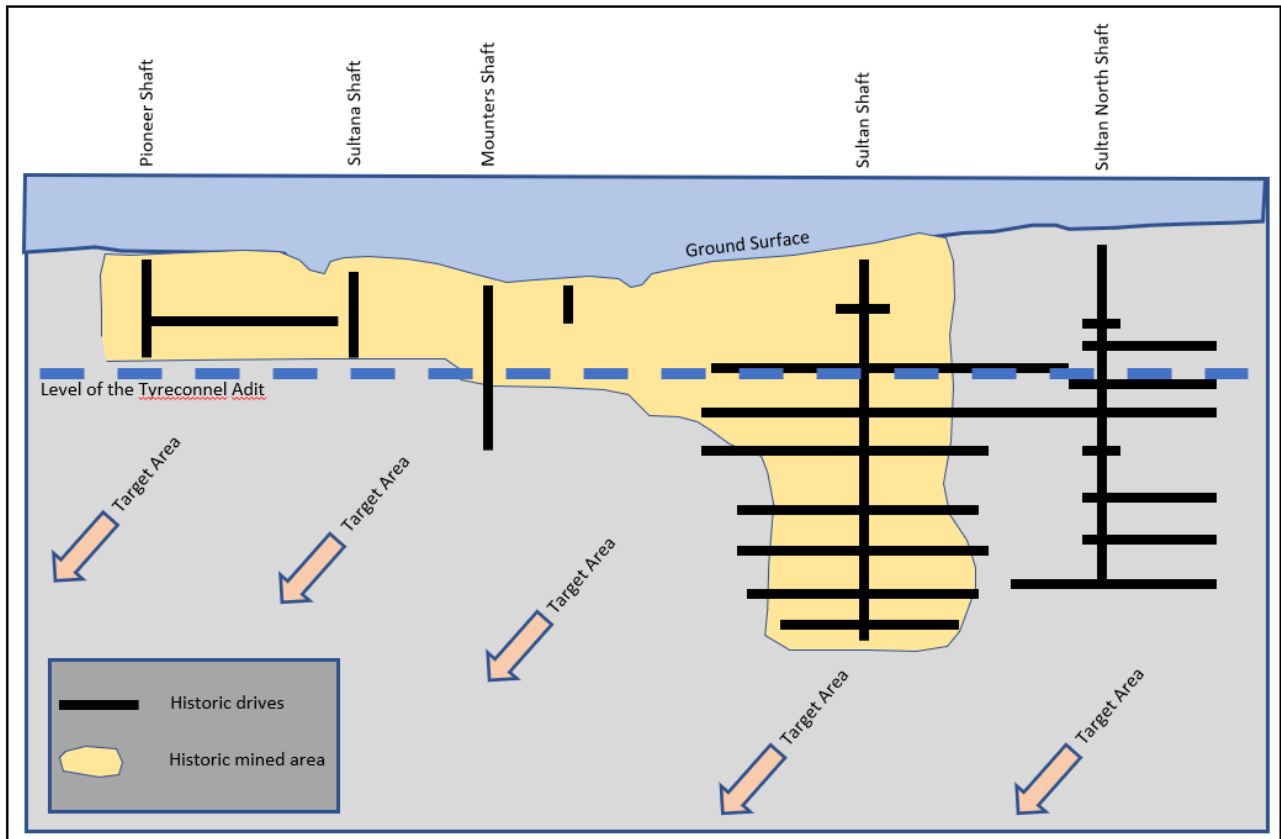 Pioneer Shaft
Sultana Shaft
Mounters Shaft
Sultan Shaft
Sultan North Shaft
Ground Surface
Level of the Tyreconnel Adit
Target Area
Target Area
Target Area
Target Area
Target Area
Historic drives
Historic mined area